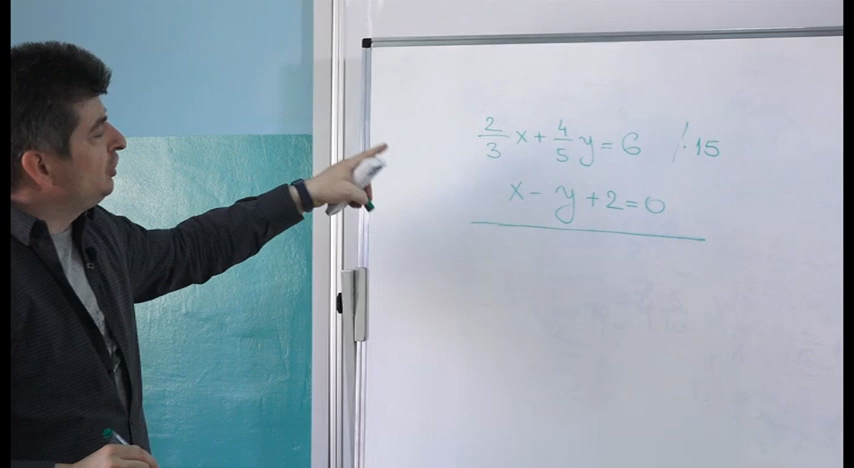 2/3 x + 4/5 y = 6 /·15
x - y + 2 = 0